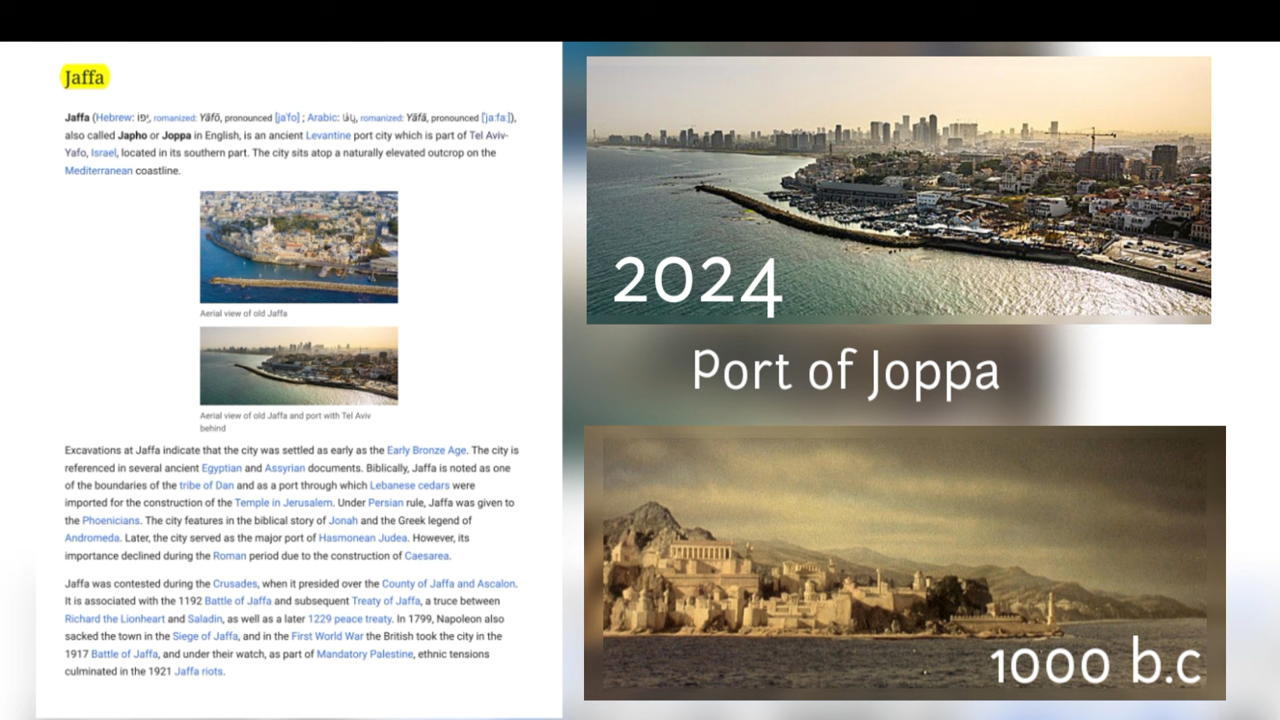 Jaffa
Jaffa (Hebrew: יָפוֹ, romanized: Yāfō, pronounced [jaˈfo] ; Arabic: يَافَا, romanized: Yāfā, pronounced [ˈjaːfaː]),
also called Japho or Joppa in English, is an ancient Levantine port city which is part of Tel Aviv-
Yafo, Israel, located in its southern part. The city sits atop a naturally elevated outcrop on the
Mediterranean coastline.
Aerial view of old Jaffa
Aerial view of old Jaffa and port with Tel Aviv
behind
Excavations at Jaffa indicate that the city was settled as early as the Early Bronze Age. The city is
referenced in several ancient Egyptian and Assyrian documents. Biblically, Jaffa is noted as one
of the boundaries of the tribe of Dan and as a port through which Lebanese cedars were
imported for the construction of the Temple in Jerusalem. Under Persian rule, Jaffa was given to
the Phoenicians. The city features in the biblical story of Jonah and the Greek legend of
Andromeda. Later, the city served as the major port of Hasmonean Judea. However, its
importance declined during the Roman period due to the construction of Caesarea.
Jaffa was contested during the Crusades, when it presided over the County of Jaffa and Ascalon.
It is associated with the 1192 Battle of Jaffa and subsequent Treaty of Jaffa, a truce between
Richard the Lionheart and Saladin, as well as a later 1229 peace treaty. In 1799, Napoleon also
sacked the town in the Siege of Jaffa, and in the First World War the British took the city in the
1917 Battle of Jaffa, and under their watch, as part of Mandatory Palestine, ethnic tensions
culminated in the 1921 Jaffa riots.
2024
Port of Joppa
1000 b.c